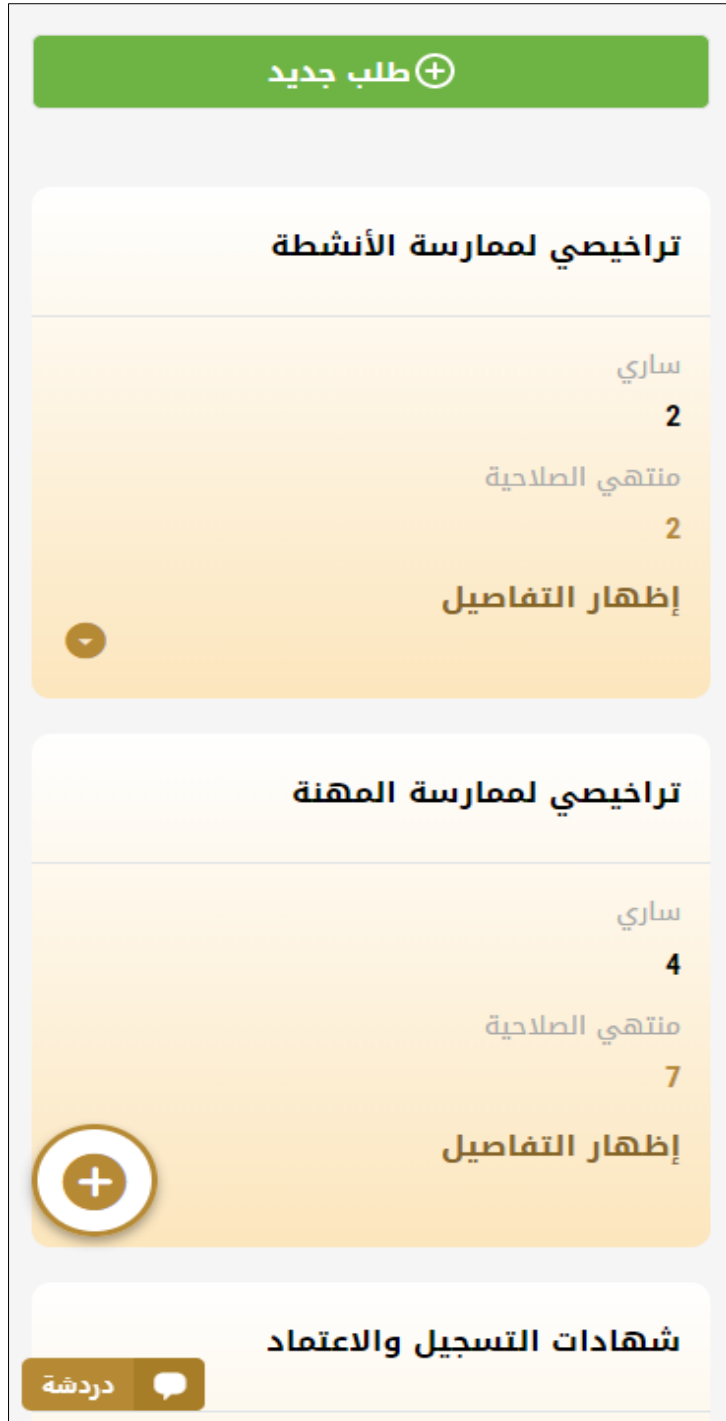 طلب جديد
تراخيصي لممارسة الأنشطة
ساري
2
منتهي الصلاحية
2
إظهار التفاصيل
تراخيصي لممارسة المهنة
ساري
4
منتهي الصلاحية
7
إظهار التفاصيل
شهادات التسجيل والاعتماد
دردشة